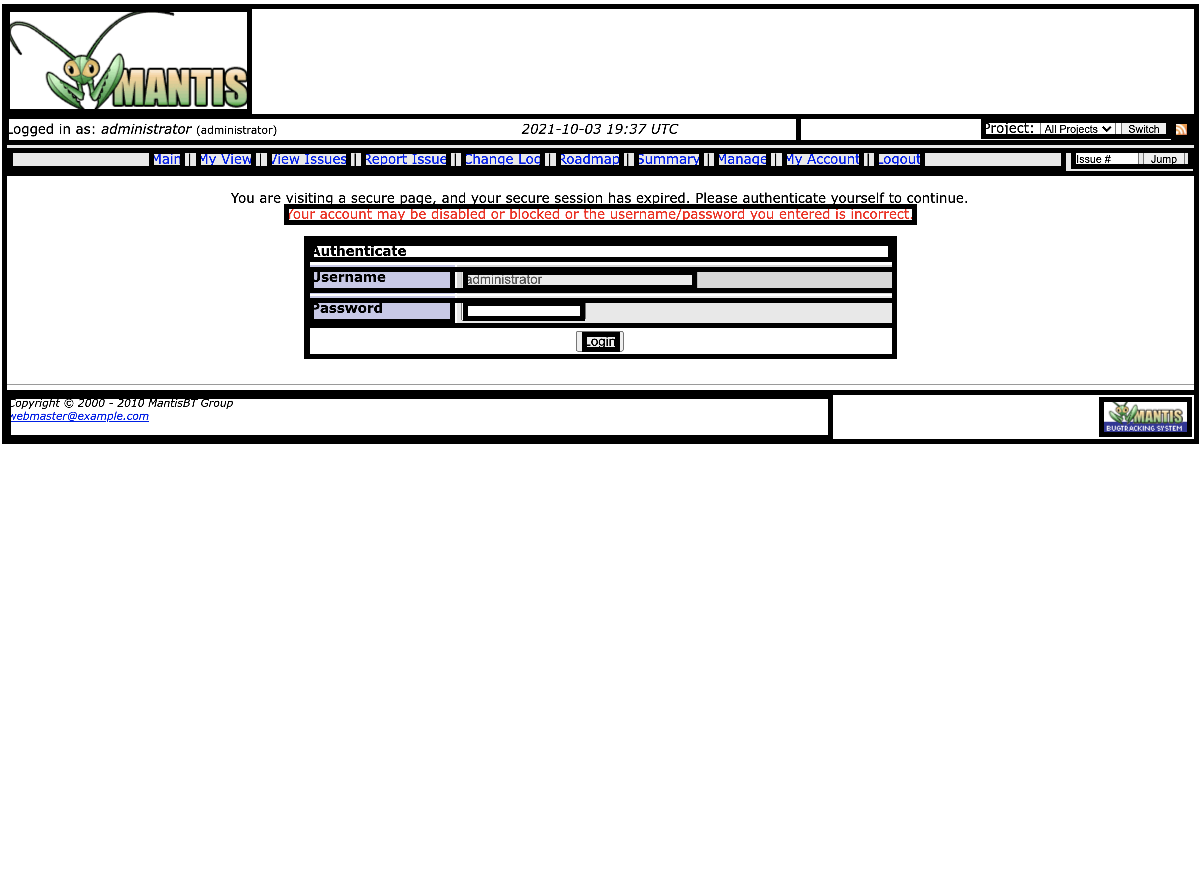 MANTIS
Logged in as: administrator (administrator)
2021-10-03 19:37 UTC
Project: All Projects Switch
Main | My View | View Issues | Report Issue | Change Log | Roadmap | Summary | Manage | My Account | Logout
Issue # Jump
You are visiting a secure page, and your secure session has expired. Please authenticate yourself to continue.
Your account may be disabled or blocked or the username/password you entered is incorrect.
Authenticate
Username administrator
Password
Login
Copyright © 2000 - 2010 MantisBT Group
webmaster@example.com
MANTIS
BUGTRACKING SYSTEM